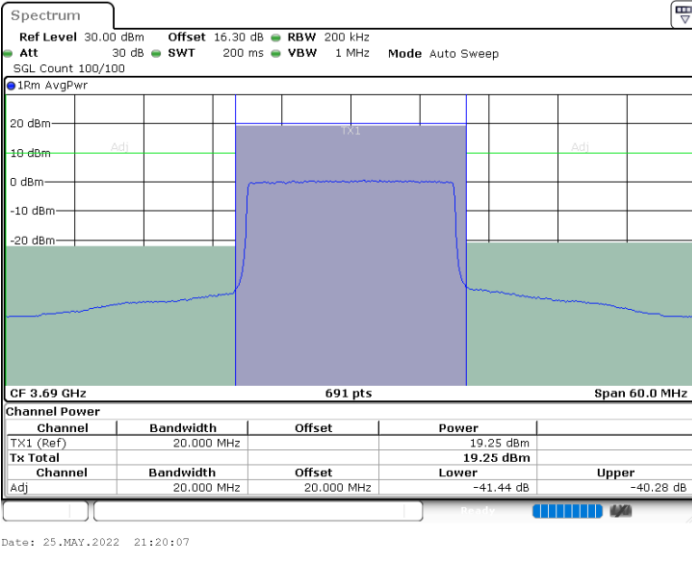 Spectrum
Ref Level 30.00 dBm Offset 16.30 dB RBW 200 kHz
Att 30 dB SWT 200 ms VBW 1 MHz Mode Auto Sweep
SGL Count 100/100
1Rm AvgPwr
20 dBm
TX1
Adj Adj
10 dBm
0 dBm
-10 dBm
-20 dBm
CF 3.69 GHz 691 pts Span 60.0 MHz
Channel Power
Channel Bandwidth Offset Power
TX1 (Ref) 20.000 MHz 19.25 dBm
Tx Total 19.25 dBm
Channel Bandwidth Offset Lower Upper
Adj 20.000 MHz 20.000 MHz -41.44 dB -40.28 dB
Ready
Date: 25.MAY.2022 21:20:07